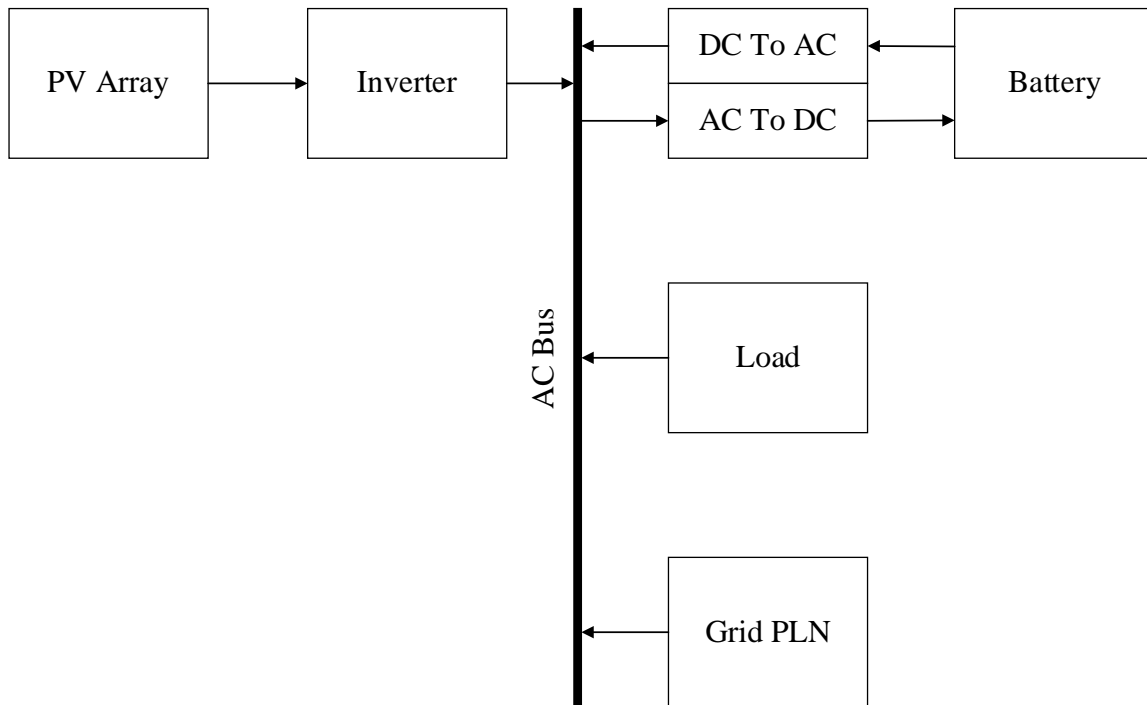 PV Array
Inverter
DC To AC
AC To DC
Battery
AC Bus
Load
Grid PLN